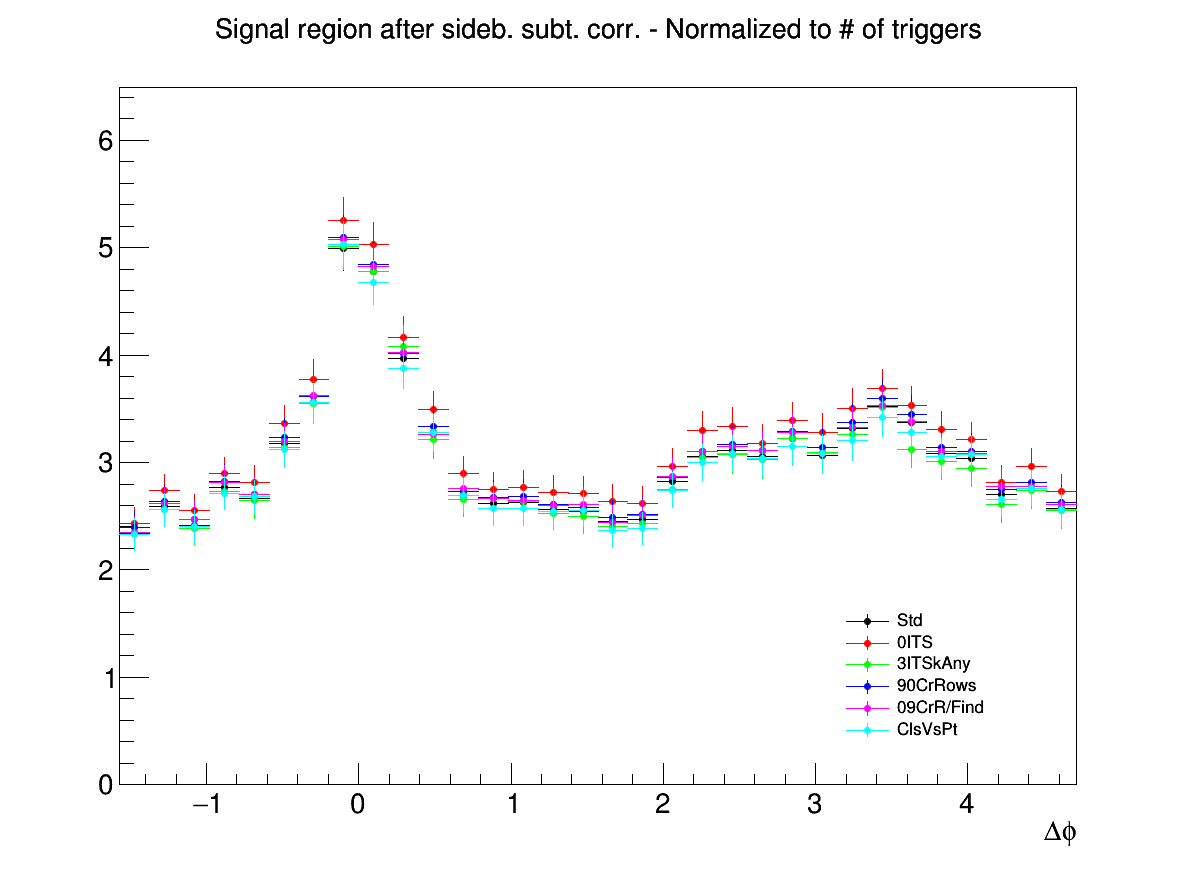 Signal region after sideb. subt. corr. - Normalized to # of triggers
6
5
4
3
2
1
0
−1 0 1 2 3 4
Δϕ
Std
0ITS
3ITSkAny
90CrRows
09CrR/Find
ClsVsPt